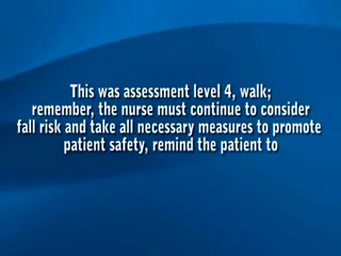 This was assessment level 4, walk;
remember, the nurse must continue to consider
fall risk and take all necessary measures to promote
patient safety, remind the patient to